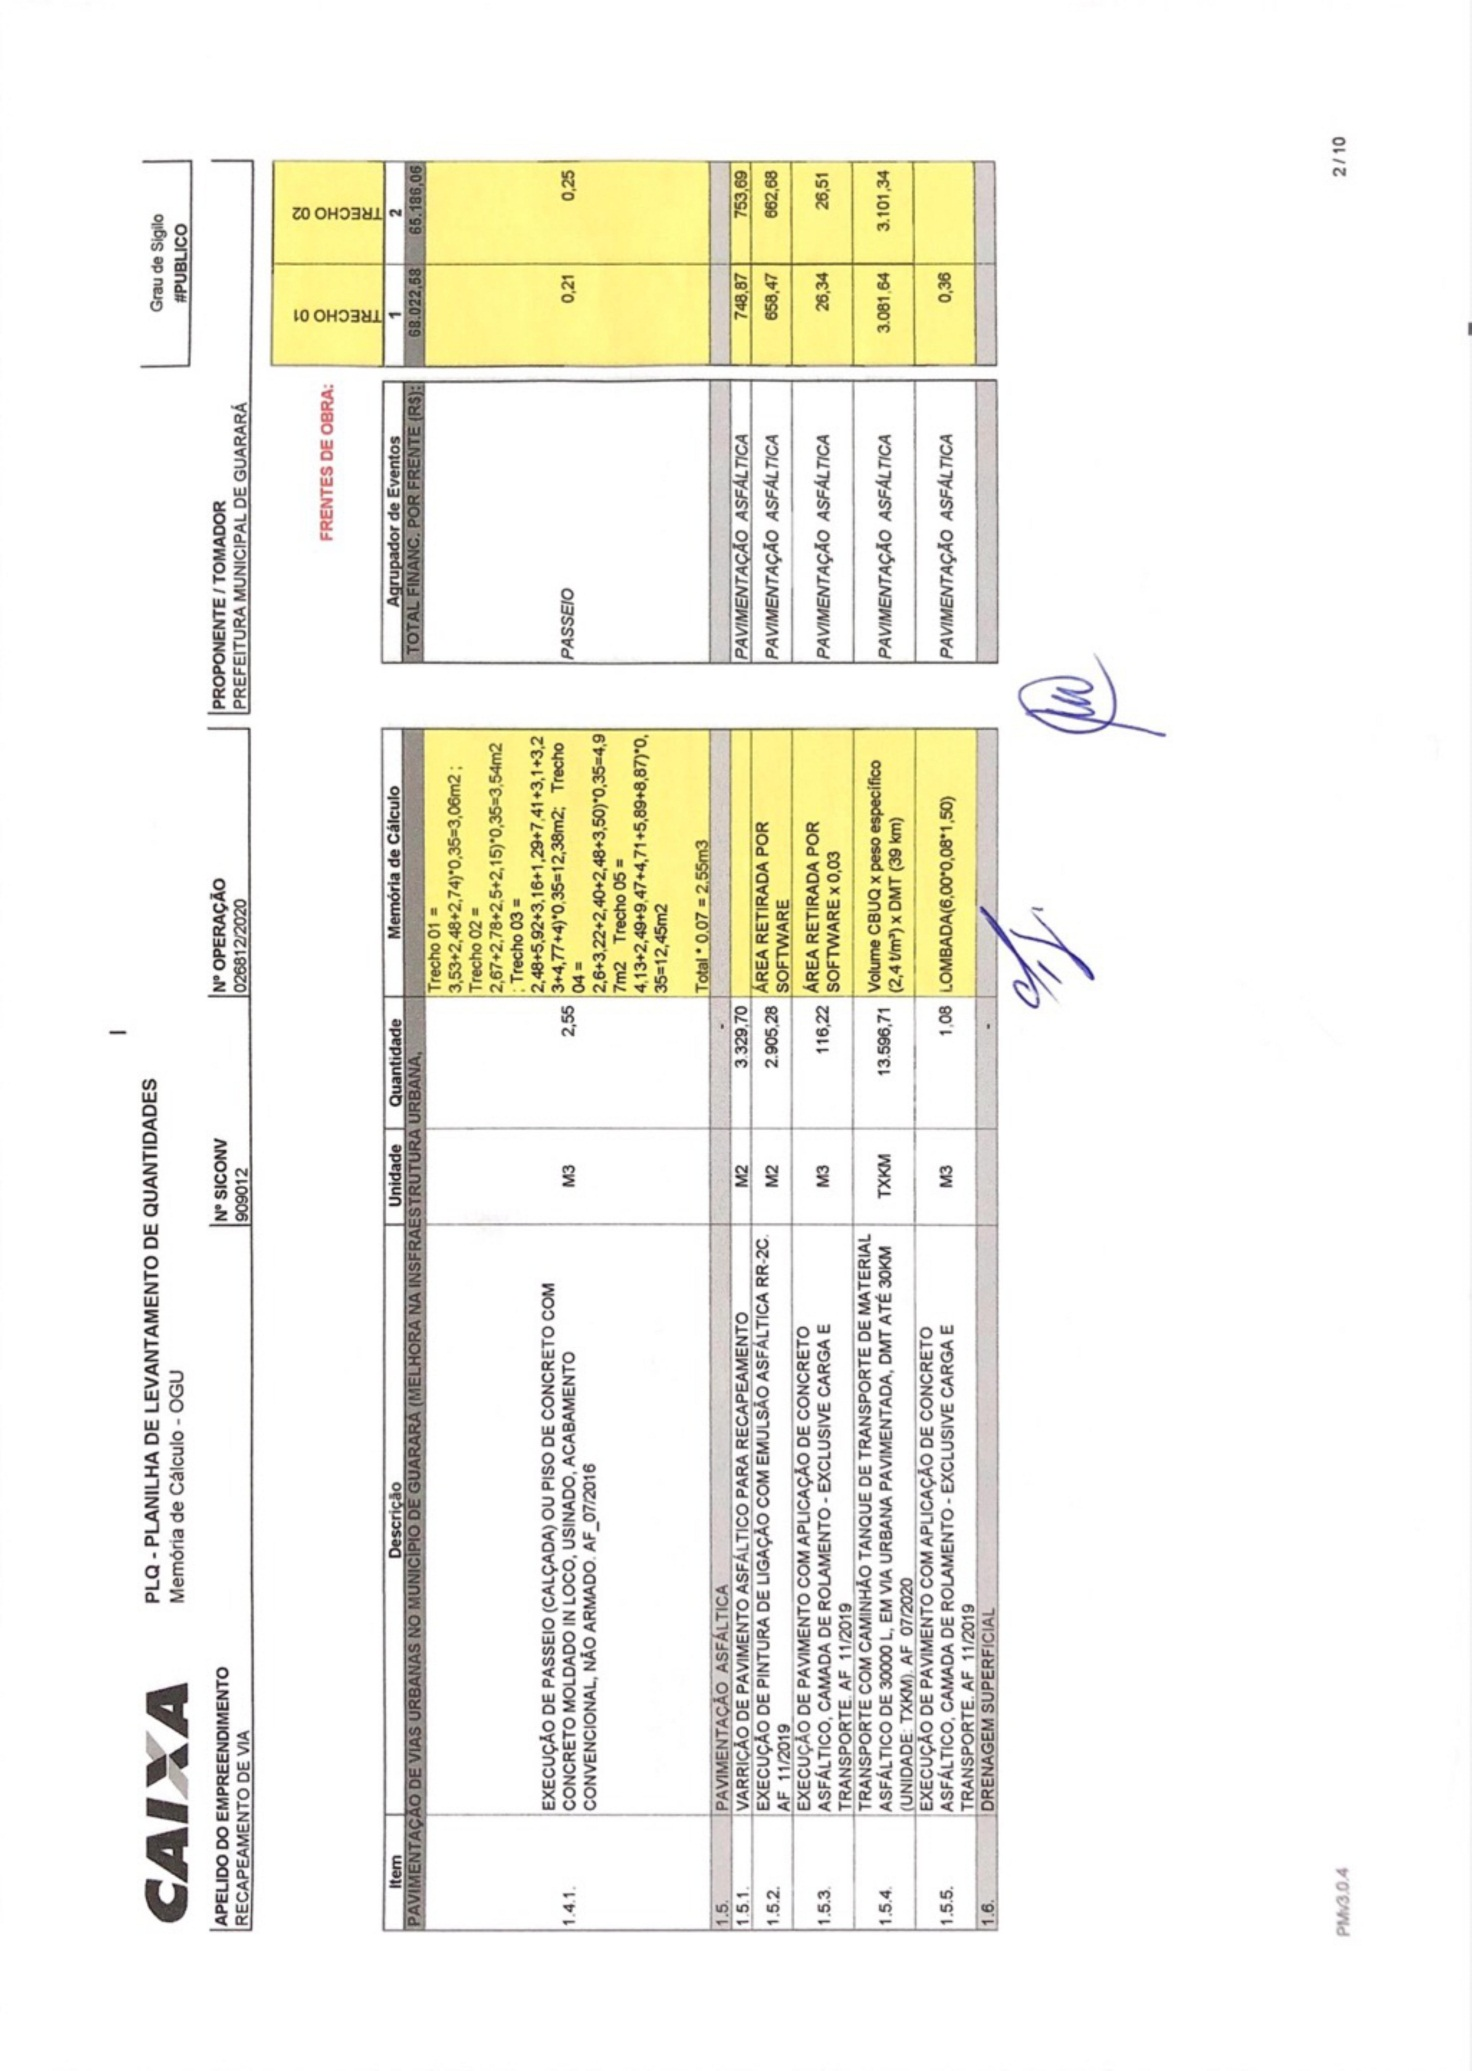 CAIXA
PLQ - PLANILHA DE LEVANTAMENTO DE QUANTIDADES
Memória de Cálculo - OGU
Grau de Sigilo
#PUBLICO
APELIDO DO EMPREENDIMENTO
RECAPEAMENTO DE VIA
Nº SICONV
909012
Nº OPERAÇÃO
026812/2020
PROPONENTE / TOMADOR
PREFEITURA MUNICIPAL DE GUARARÁ
FRENTES DE OBRA:
TRECHO 01
TRECHO 02
Item Descrição Unidade Quantidade Memória de Cálculo Agrupador de Eventos 1 2
PAVIMENTAÇÃO DE VIAS URBANAS NO MUNICÍPIO DE GUARARÁ (MELHORA NA INSFRAESTRUTURA URBANA, TOTAL FINANC. POR FRENTE (R$): 68.022,58 65.186,06
1.4.1.
EXECUÇÃO DE PASSEIO (CALÇADA) OU PISO DE CONCRETO COM
CONCRETO MOLDADO IN LOCO, USINADO, ACABAMENTO
CONVENCIONAL, NÃO ARMADO. AF_07/2016
M3
2,55
Trecho 01 =
3,53+2,48+2,74)*0,35=3,06m2 ;
Trecho 02 =
2,67+2,78+2,5+2,15)*0,35=3,54m2
; Trecho 03 =
2,48+5,92+3,16+1,29+7,41+3,1+3,2
3+4,77+4)*0,35=12,38m2; Trecho
04 =
2,6+3,22+2,40+2,48+3,50)*0,35=4,9
7m2 Trecho 05 =
4,13+2,49+9,47+4,71+5,89+8,87)*0,
35=12,45m2
Total * 0,07 = 2,55m3
PASSEIO
0,21
0,25
1.5. PAVIMENTAÇÃO ASFÁLTICA -
1.5.1. VARRIÇÃO DE PAVIMENTO ASFÁLTICO PARA RECAPEAMENTO M2 3.329,70 PAVIMENTAÇÃO ASFÁLTICA 748,87 753,69
1.5.2.
EXECUÇÃO DE PINTURA DE LIGAÇÃO COM EMULSÃO ASFÁLTICA RR-2C.
AF 11/2019
M2
2.905,28
ÁREA RETIRADA POR
SOFTWARE
PAVIMENTAÇÃO ASFÁLTICA
658,47
662,68
1.5.3.
EXECUÇÃO DE PAVIMENTO COM APLICAÇÃO DE CONCRETO
ASFÁLTICO, CAMADA DE ROLAMENTO - EXCLUSIVE CARGA E
TRANSPORTE. AF 11/2019
M3
116,22
ÁREA RETIRADA POR
SOFTWARE x 0,03
PAVIMENTAÇÃO ASFÁLTICA
26,34
26,51
1.5.4.
TRANSPORTE COM CAMINHÃO TANQUE DE TRANSPORTE DE MATERIAL
ASFÁLTICO DE 30000 L, EM VIA URBANA PAVIMENTADA, DMT ATÉ 30KM
(UNIDADE: TXKM). AF 07/2020
TXKM
13.596,71
Volume CBUQ x peso específico
(2,4 t/m³) x DMT (39 km)
PAVIMENTAÇÃO ASFÁLTICA
3.081,64
3.101,34
1.5.5.
EXECUÇÃO DE PAVIMENTO COM APLICAÇÃO DE CONCRETO
ASFÁLTICO, CAMADA DE ROLAMENTO - EXCLUSIVE CARGA E
TRANSPORTE. AF 11/2019
M3
1,08
LOMBADA(6,00*0,08*1,50)
PAVIMENTAÇÃO ASFÁLTICA
0,36
1.6. DRENAGEM SUPERFICIAL -
PMv3.0.4
2 / 10